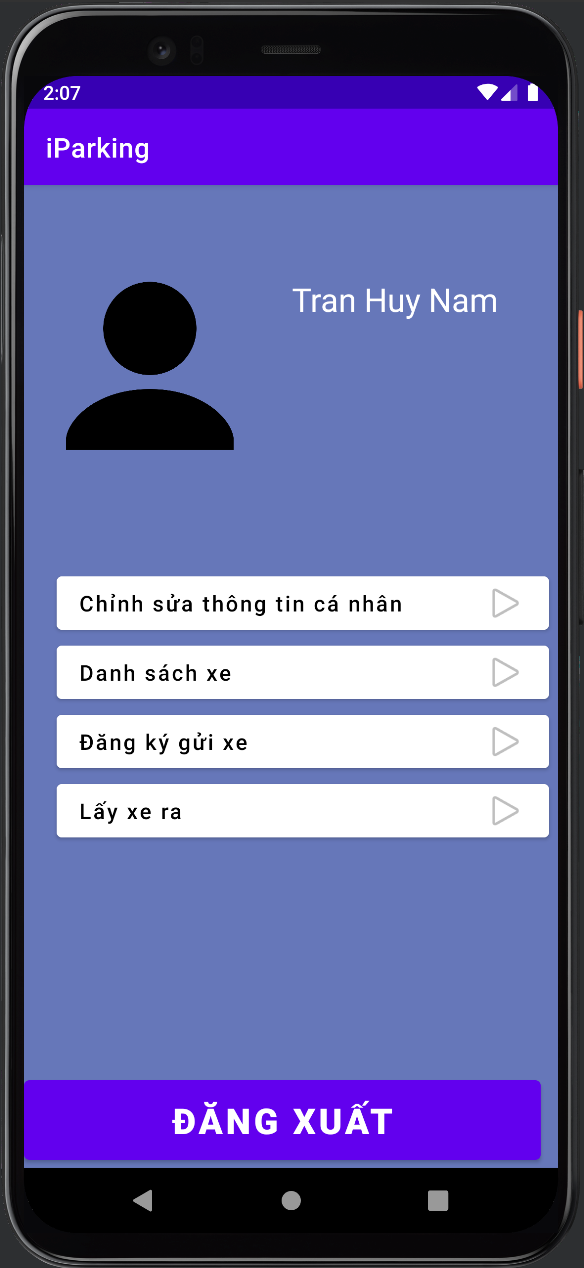 2:07
iParking
Tran Huy Nam
Chỉnh sửa thông tin cá nhân
Danh sách xe
Đăng ký gửi xe
Lấy xe ra
ĐĂNG XUẤT